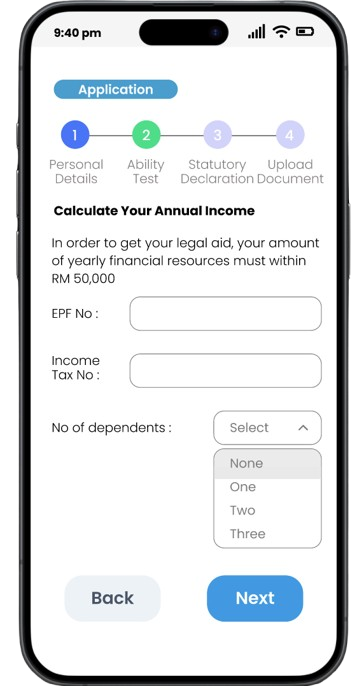 9:40 pm
Application
1 2 3 4
Personal Details
Ability Test
Statutory Declaration
Upload Document
Calculate Your Annual Income
In order to get your legal aid, your amount
of yearly financial resources must within
RM 50,000
EPF No :
Income
Tax No :
No of dependents :
Select
None
One
Two
Three
Back
Next